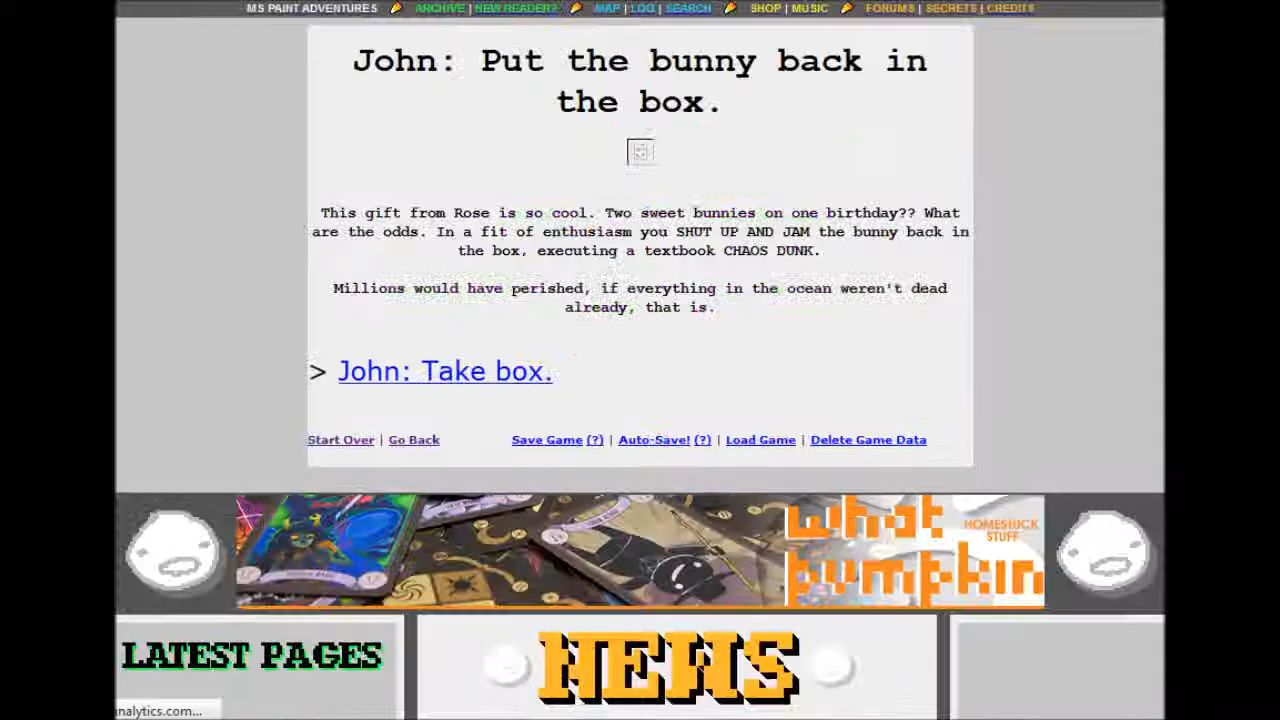 MS PAINT ADVENTURES ARCHIVE | NEW READER? MAP | LOG | SEARCH SHOP | MUSIC FORUMS | SECRETS | CREDITS
John: Put the bunny back in
the box.
This gift from Rose is so cool. Two sweet bunnies on one birthday?? What
are the odds. In a fit of enthusiasm you SHUT UP AND JAM the bunny back in
the box, executing a textbook CHAOS DUNK.
Millions would have perished, if everything in the ocean weren't dead
already, that is.
> John: Take box.
Start Over | Go Back Save Game (?) | Auto-Save! (?) | Load Game | Delete Game Data
what
HOMESTUCK
STUFF
pumpkin
LATEST PAGES
NEWS
analytics.com...